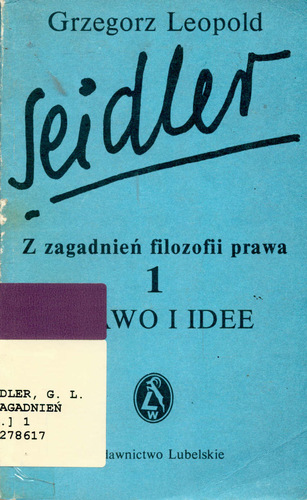 Grzegorz Leopold
Seidler
Z zagadnień filozofii prawa
1
AWO I IDEE
DLER, G. L.
AGADNIEŃ
.] 1
278617
dawnictwo Lubelskie